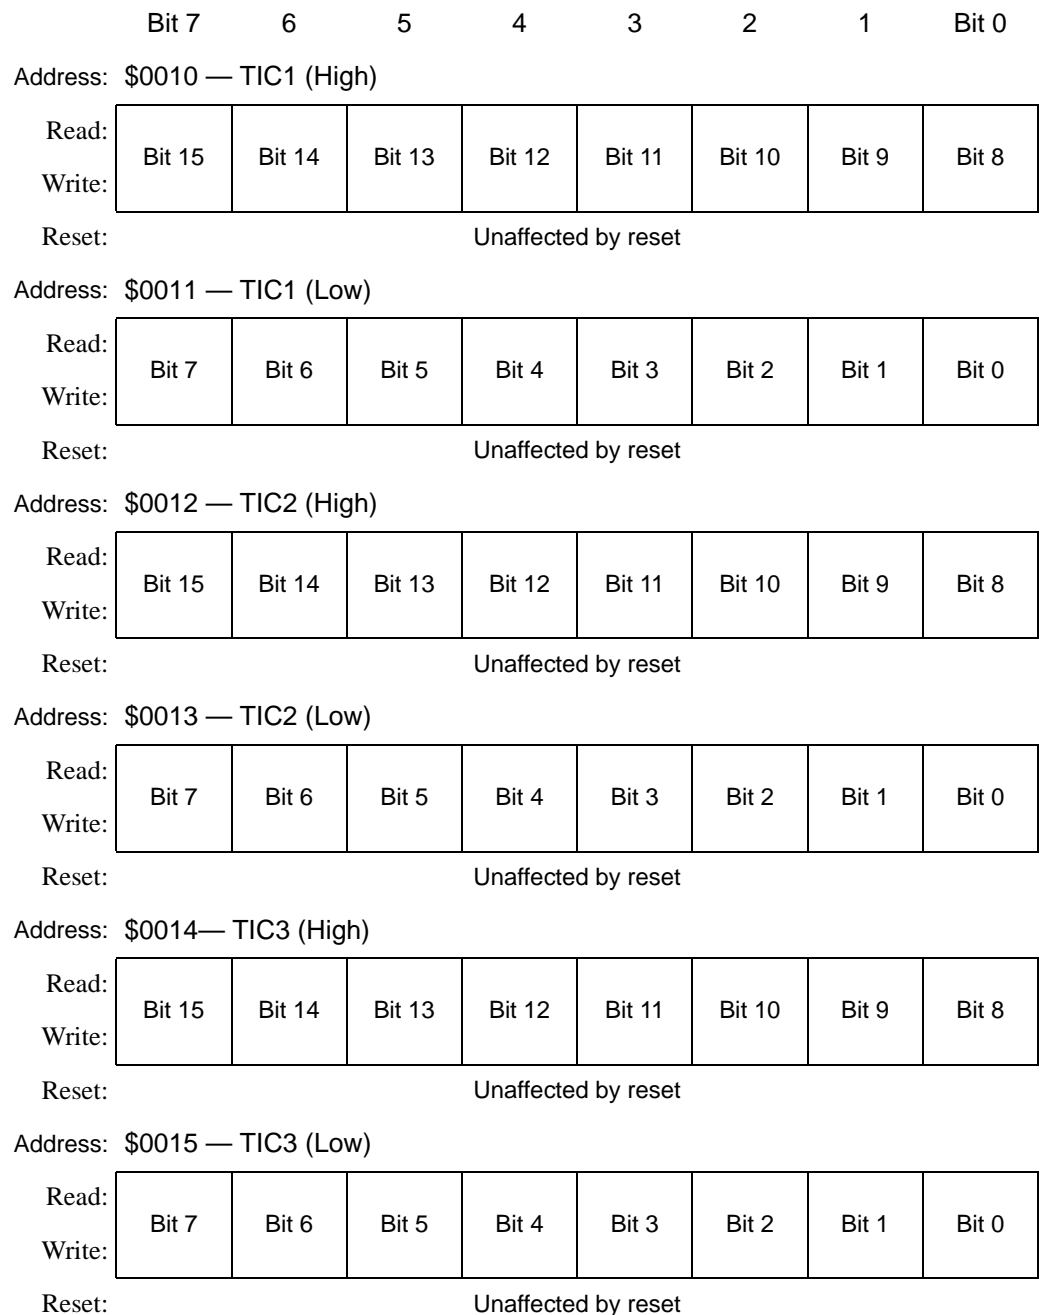 Bit 7 6 5 4 3 2 1 Bit 0
Address: $0010 — TIC1 (High)
Read:
Bit 15 Bit 14 Bit 13 Bit 12 Bit 11 Bit 10 Bit 9 Bit 8
Write:
Reset: Unaffected by reset
Address: $0011 — TIC1 (Low)
Read:
Bit 7 Bit 6 Bit 5 Bit 4 Bit 3 Bit 2 Bit 1 Bit 0
Write:
Reset: Unaffected by reset
Address: $0012 — TIC2 (High)
Read:
Bit 15 Bit 14 Bit 13 Bit 12 Bit 11 Bit 10 Bit 9 Bit 8
Write:
Reset: Unaffected by reset
Address: $0013 — TIC2 (Low)
Read:
Bit 7 Bit 6 Bit 5 Bit 4 Bit 3 Bit 2 Bit 1 Bit 0
Write:
Reset: Unaffected by reset
Address: $0014— TIC3 (High)
Read:
Bit 15 Bit 14 Bit 13 Bit 12 Bit 11 Bit 10 Bit 9 Bit 8
Write:
Reset: Unaffected by reset
Address: $0015 — TIC3 (Low)
Read:
Bit 7 Bit 6 Bit 5 Bit 4 Bit 3 Bit 2 Bit 1 Bit 0
Write:
Reset: Unaffected by reset